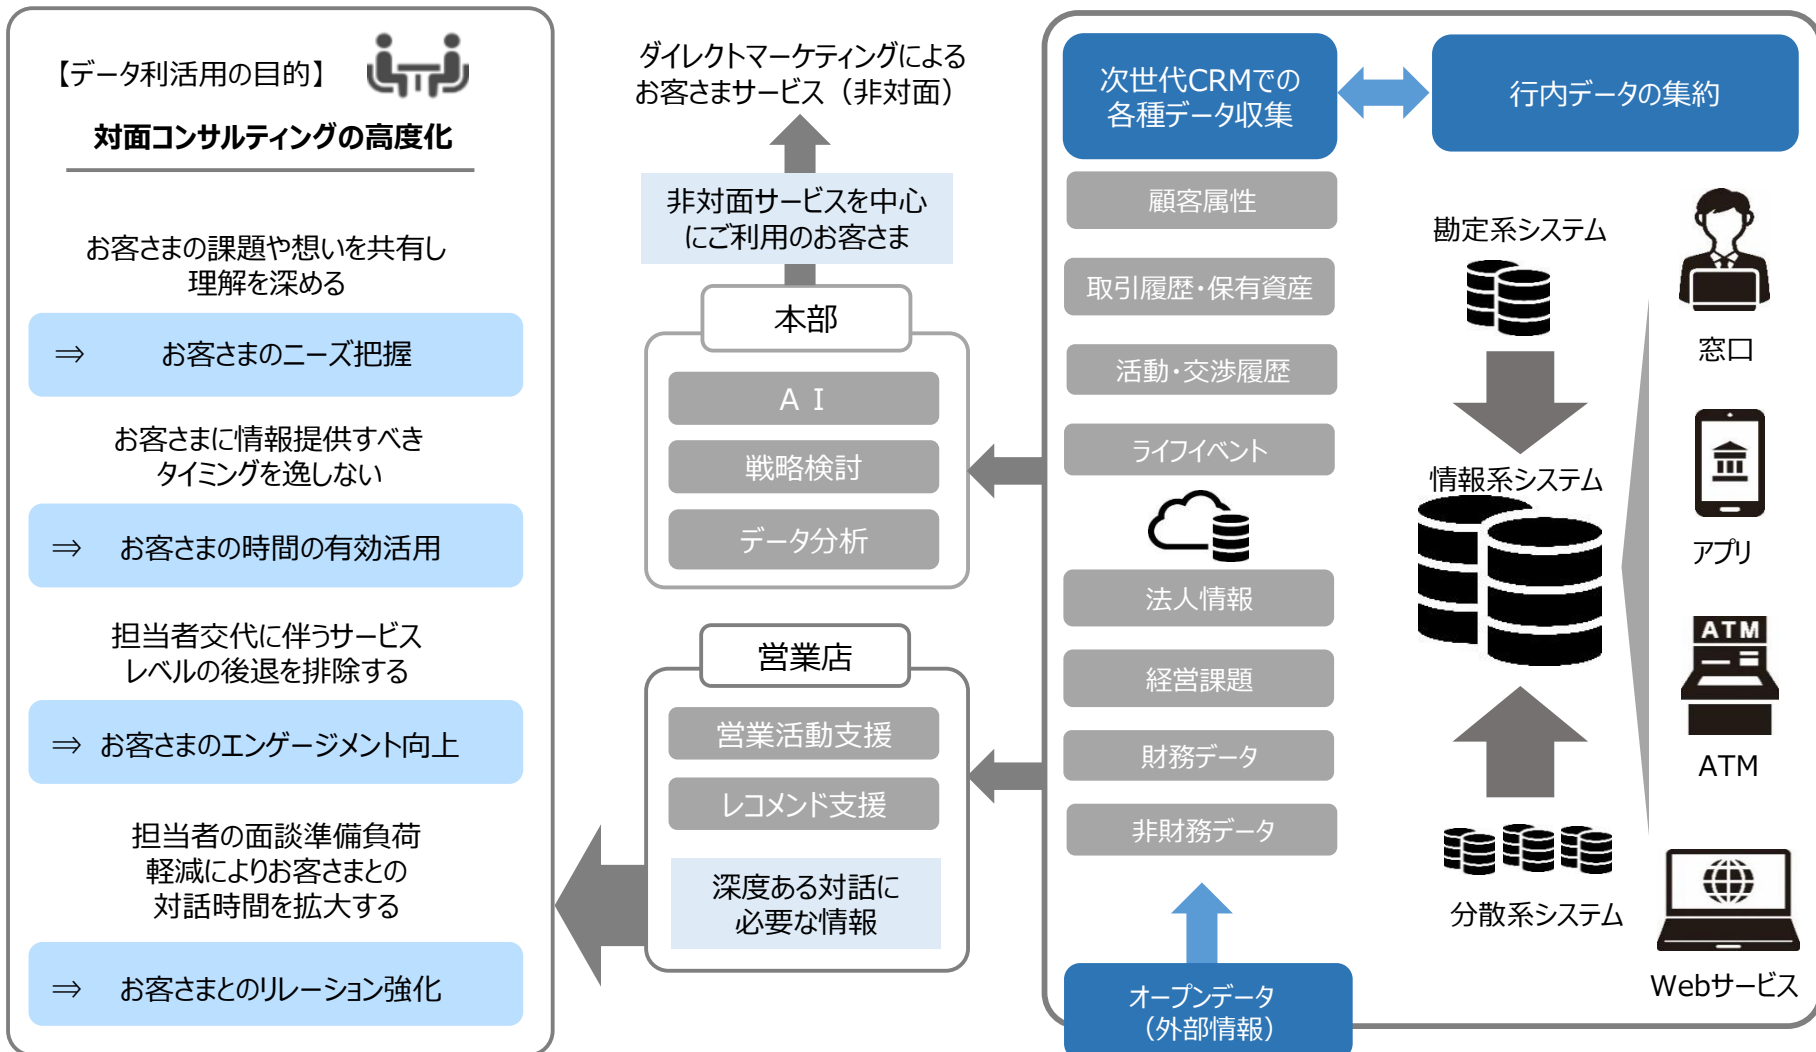 【データ利活用の目的】
対面コンサルティングの高度化
お客さまの課題や想いを共有し
理解を深める
⇒ お客さまのニーズ把握
お客さまに情報提供すべき
タイミングを逸しない
⇒ お客さまの時間の有効活用
担当者交代に伴うサービス
レベルの後退を排除する
⇒ お客さまのエンゲージメント向上
担当者の面談準備負荷
軽減によりお客さまとの
対話時間を拡大する
⇒ お客さまとのリレーション強化
ダイレクトマーケティングによる
お客さまサービス（非対面）
非対面サービスを中心
にご利用のお客さま
本部
ＡＩ
戦略検討
データ分析
営業店
営業活動支援
レコメンド支援
深度ある対話に
必要な情報
次世代CRMでの
各種データ収集
顧客属性
取引履歴・保有資産
活動・交渉履歴
ライフイベント
法人情報
経営課題
財務データ
非財務データ
オープンデータ
（外部情報）
行内データの集約
勘定系システム
情報系システム
分散系システム
窓口
アプリ
ATM
ATM
Webサービス